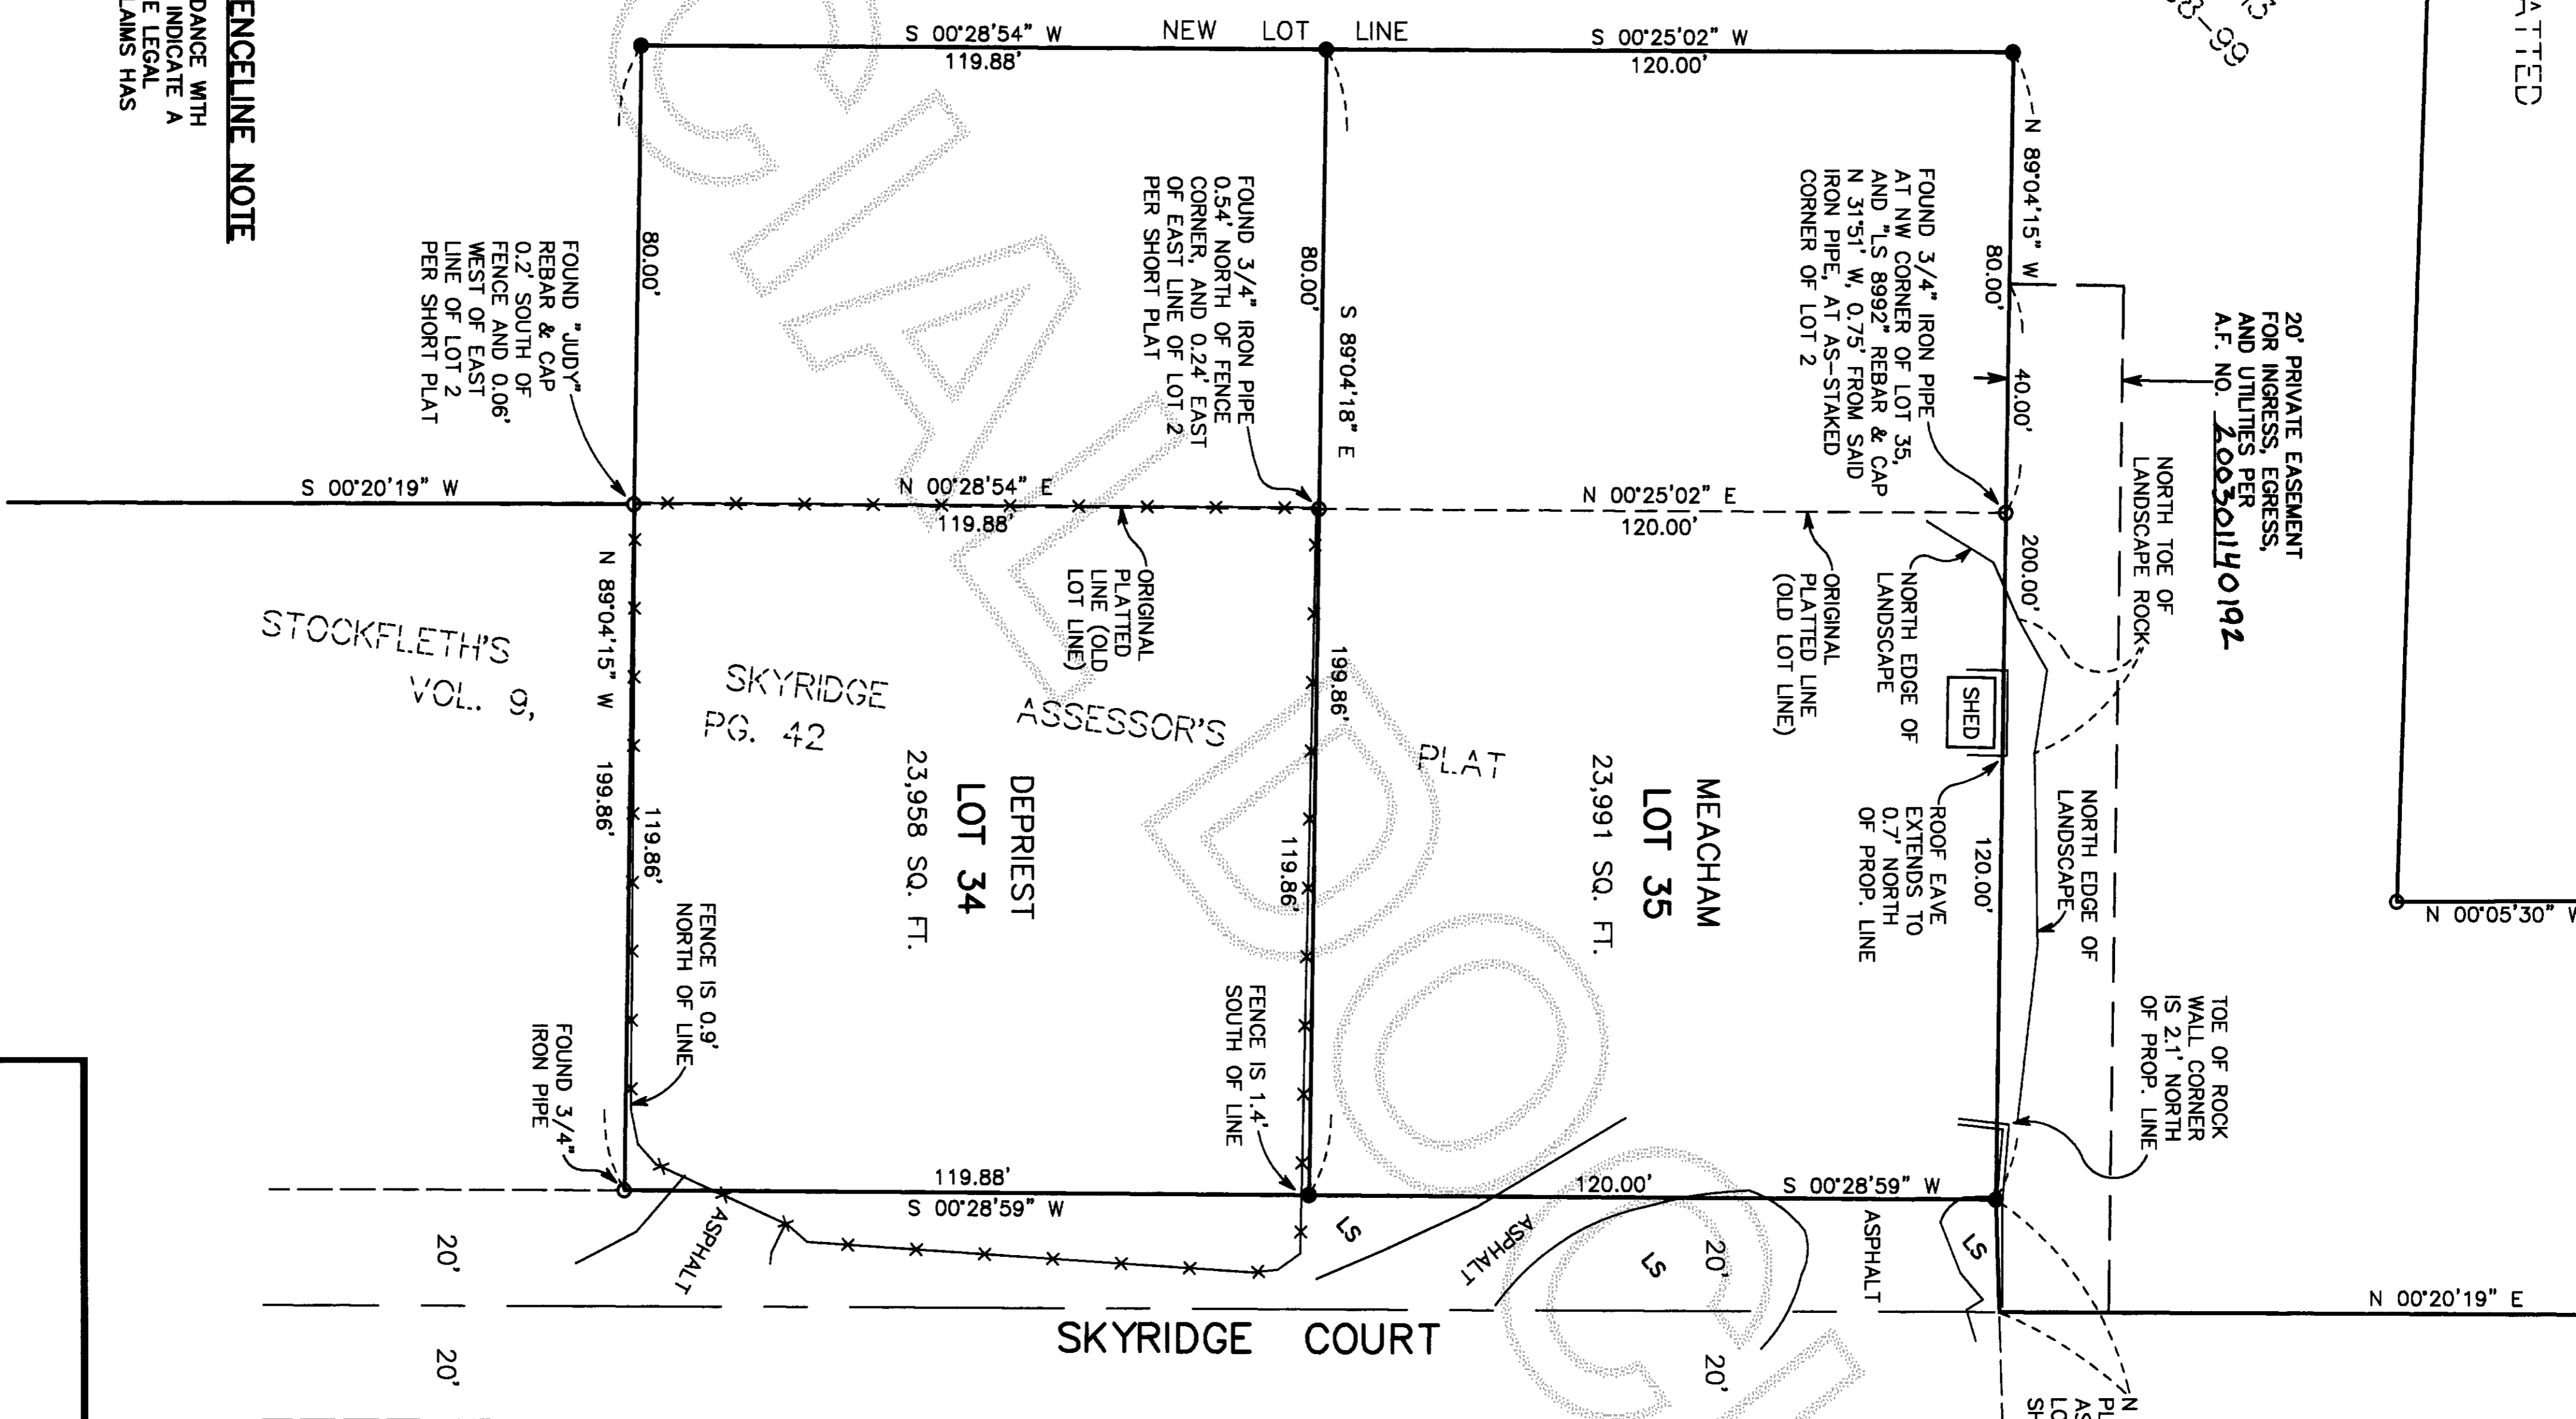 ATTED
8-99
ENCELINE NOTE
DANCE WITH
INDICATE A
E LEGAL
LAIMS HAS
S 00°28'54" W
119.88'
NEW LOT LINE
S 00°25'02" W
120.00'
N 89°04'15" W
80.00'
40.00'
200.00'
120.00'
20' PRIVATE EASEMENT
FOR INGRESS, EGRESS,
AND UTILITIES PER
A.F. NO. 200301140192
NORTH TOE OF
LANDSCAPE ROCK
FOUND 3/4" IRON PIPE
AT NW CORNER OF LOT 35,
AND "LS 8992" REBAR & CAP
N 31°51' W, 0.75' FROM SAID
IRON PIPE, AT AS-STAKED
CORNER OF LOT 2
S 89°04'18" E
80.00'
FOUND 3/4" IRON PIPE
0.54' NORTH OF FENCE
CORNER, AND 0.24' EAST
OF EAST LINE OF LOT 2
PER SHORT PLAT
80.00'
FOUND "JUDY"
REBAR & CAP
0.2' SOUTH OF
FENCE AND 0.06'
WEST OF EAST
LINE OF LOT 2
PER SHORT PLAT
S 00°20'19" W
N 00°28'54" E
119.88'
N 00°25'02" E
120.00'
ORIGINAL
PLATTED
LINE (OLD
LOT LINE)
ORIGINAL
PLATTED LINE
(OLD LOT LINE)
NORTH EDGE OF
LANDSCAPE
SHED
ROOF EAVE
EXTENDS TO
0.7' NORTH
OF PROP. LINE
NORTH EDGE OF
LANDSCAPE
TOE OF ROCK
WALL CORNER
IS 2.1' NORTH
OF PROP. LINE
N 00°05'30" W
STOCKFLETH'S
SKYRIDGE
ASSESSOR'S
PLAT
VOL. 9,
PG. 42
N 89°04'15" W
199.86'
119.86'
199.86'
119.86'
DEPRIEST
LOT 34
23,958 SQ. FT.
MEACHAM
LOT 35
23,991 SQ. FT.
FENCE IS 0.9'
NORTH OF LINE
FOUND 3/4"
IRON PIPE
FENCE IS 1.4'
SOUTH OF LINE
119.88'
S 00°28'59" W
120.00'
S 00°28'59" W
ASPHALT
LS
ASPHALT
LS
ASPHALT
LS
20'
20'
20'
20'
N 00°20'19" E
SKYRIDGE COURT
N
PL
AS
LO
SH
CIAL DOC